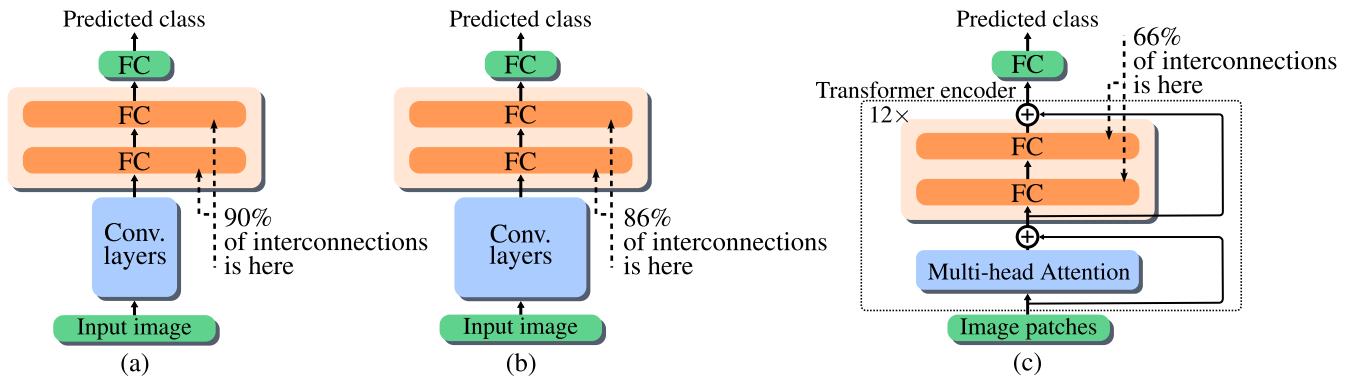 Predicted class
FC
FC
FC
90%
of interconnections
is here
Conv.
layers
Input image
(a)
Predicted class
FC
FC
FC
86%
of interconnections
is here
Conv.
layers
Input image
(b)
Predicted class
66%
of interconnections
is here
FC
Transformer encoder
12×
FC
FC
Multi-head Attention
Image patches
(c)